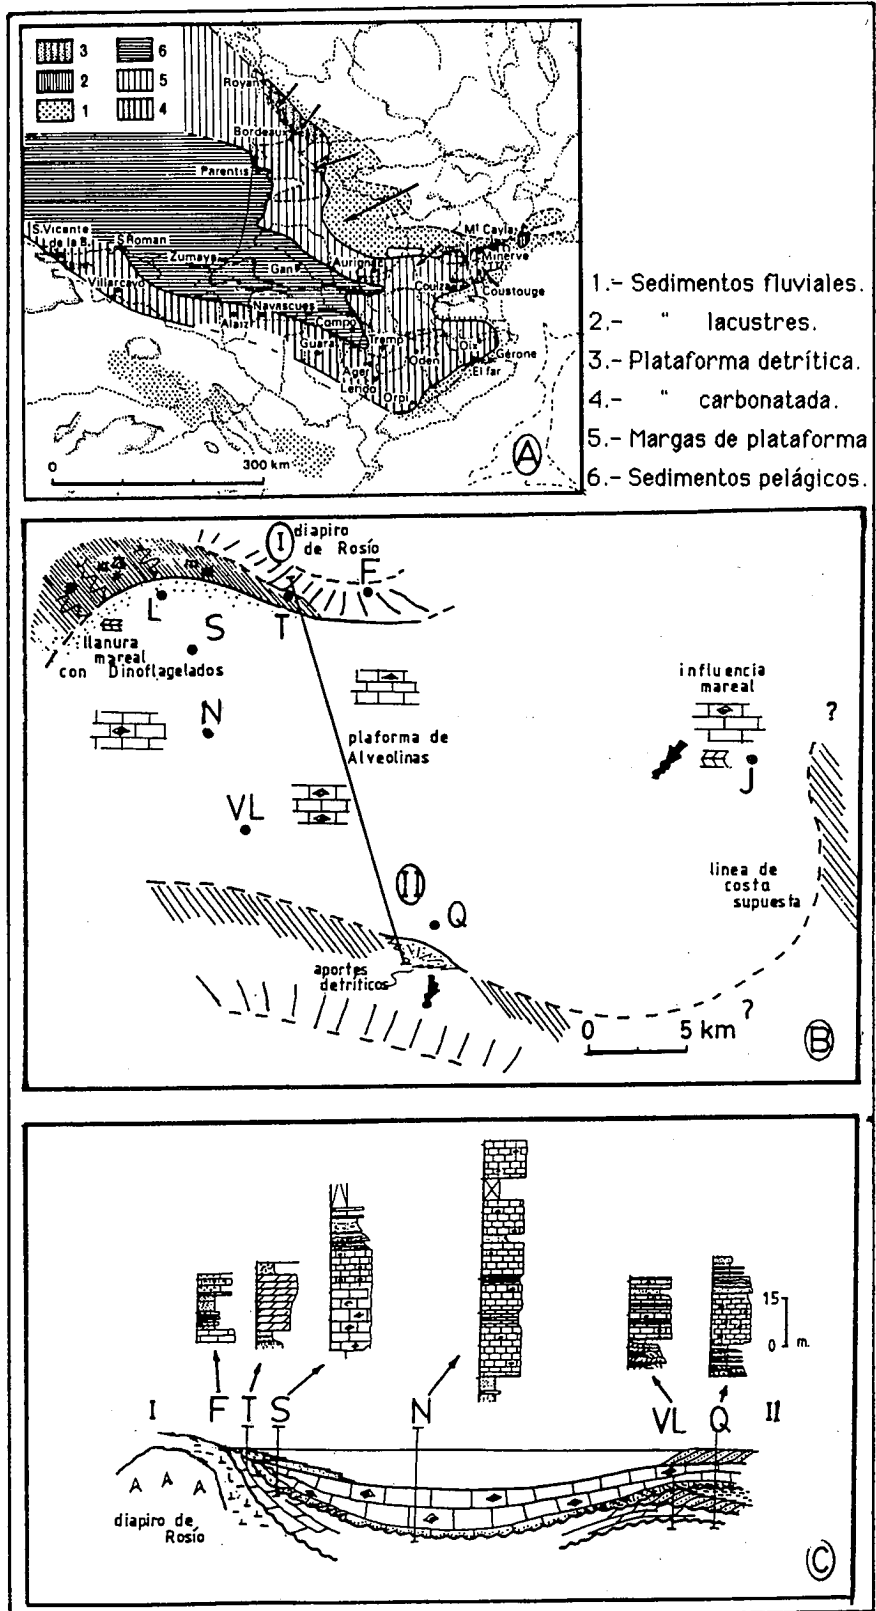 3 6
2 5
1 4
Royan
Bordeaux
Parentis
S. Vicente
de la B.
S. Roman
Zumaya
Villarcayo
Gan
Aurign
Mt Cayla
Minerve
Couiza
Coustouge
Navascues
Alaiz
Campo
Guara
Tremp
Olx
Oden
Gérone
El far
Ager
Orpi
0 300 km
A
1.- Sedimentos fluviales.
2.- " lacustres.
3.- Plataforma detrítica.
4.- " carbonatada.
5.- Margas de plataforma
6.- Sedimentos pelágicos.
I
diapiro
de Rosío
F
L
S
T
llanura
mareal
con Dinoflagelados
N
plaforma de
Alveolinas
influencia
mareal
?
J
VL
II
Q
linea de
costa
supuesta
aportes
detríticos
?
0 5 km
B
15
0 m.
I F T S N VL Q II
A A A
diapiro de
Rosío
C